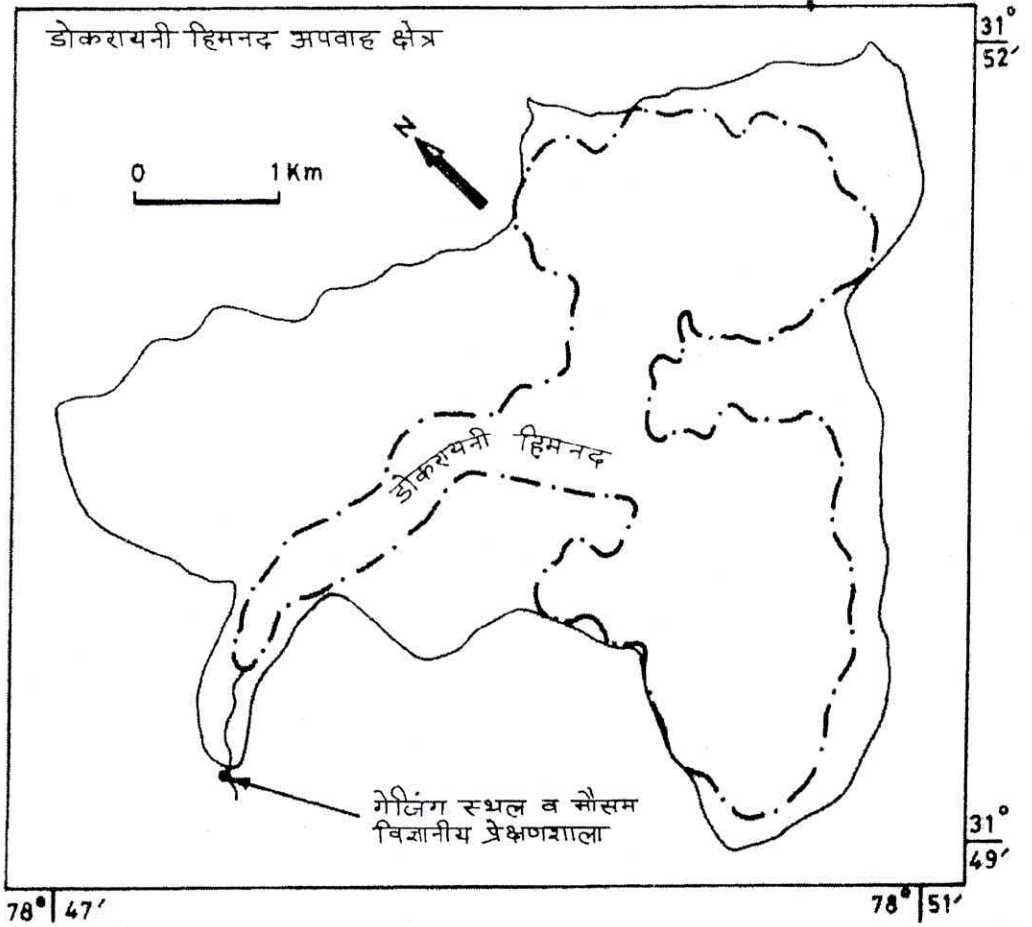 डोकरायनी हिमनद अपवाह क्षेत्र
31°
52′
N
0 1 Km
डोकरायनी हिमनद
गेजिंग स्थल व मौसम
विज्ञानीय प्रेक्षणशाला
31°
49′
78° 47′
78° 51′